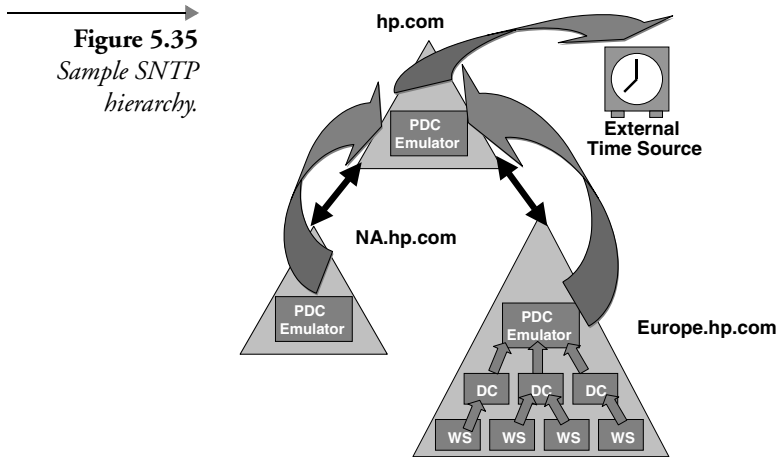 Figure 5.35
Sample SNTP
hierarchy.
hp.com
PDC
Emulator
External
Time Source
NA.hp.com
PDC
Emulator
Europe.hp.com
PDC
Emulator
DC
DC
DC
WS
WS
WS
WS